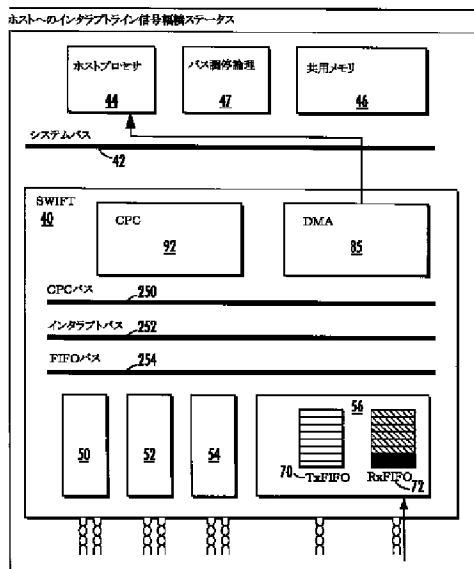 ホストへのインタラプトライン信号輻輳ステータス
ホストプロセサ
44
バス調停論理
47
共用メモリ
46
システムバス
42
SWIFT
40
CPC
92
DMA
85
CPCバス
250
インタラプトバス
252
FIFOバス
254
50
52
54
56
70
TxFIFO
RxFIFO
72